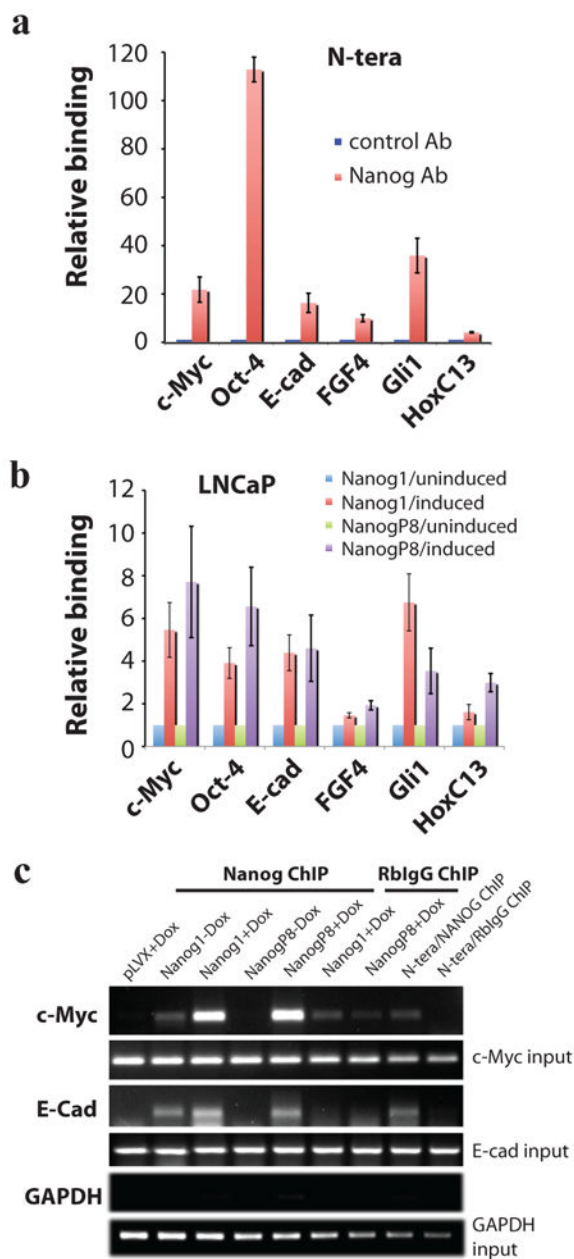 a
N-tera
Relative binding
120
100
80
60
40
20
0
control Ab
Nanog Ab
c-Myc
Oct-4
E-cad
FGF4
Gli1
HoxC13
b
LNCaP
Relative binding
12
10
8
6
4
2
0
Nanog1/uninduced
Nanog1/induced
NanogP8/uninduced
NanogP8/induced
c-Myc
Oct-4
E-cad
FGF4
Gli1
HoxC13
c
Nanog ChIP
RbIgG ChIP
pLVX+Dox
Nanog1-Dox
Nanog1+Dox
NanogP8-Dox
NanogP8+Dox
Nanog1+Dox
NanogP8+Dox
N-tera/NANOG ChIP
N-tera/RbIgG ChIP
c-Myc
c-Myc input
E-Cad
E-cad input
GAPDH
GAPDH
input